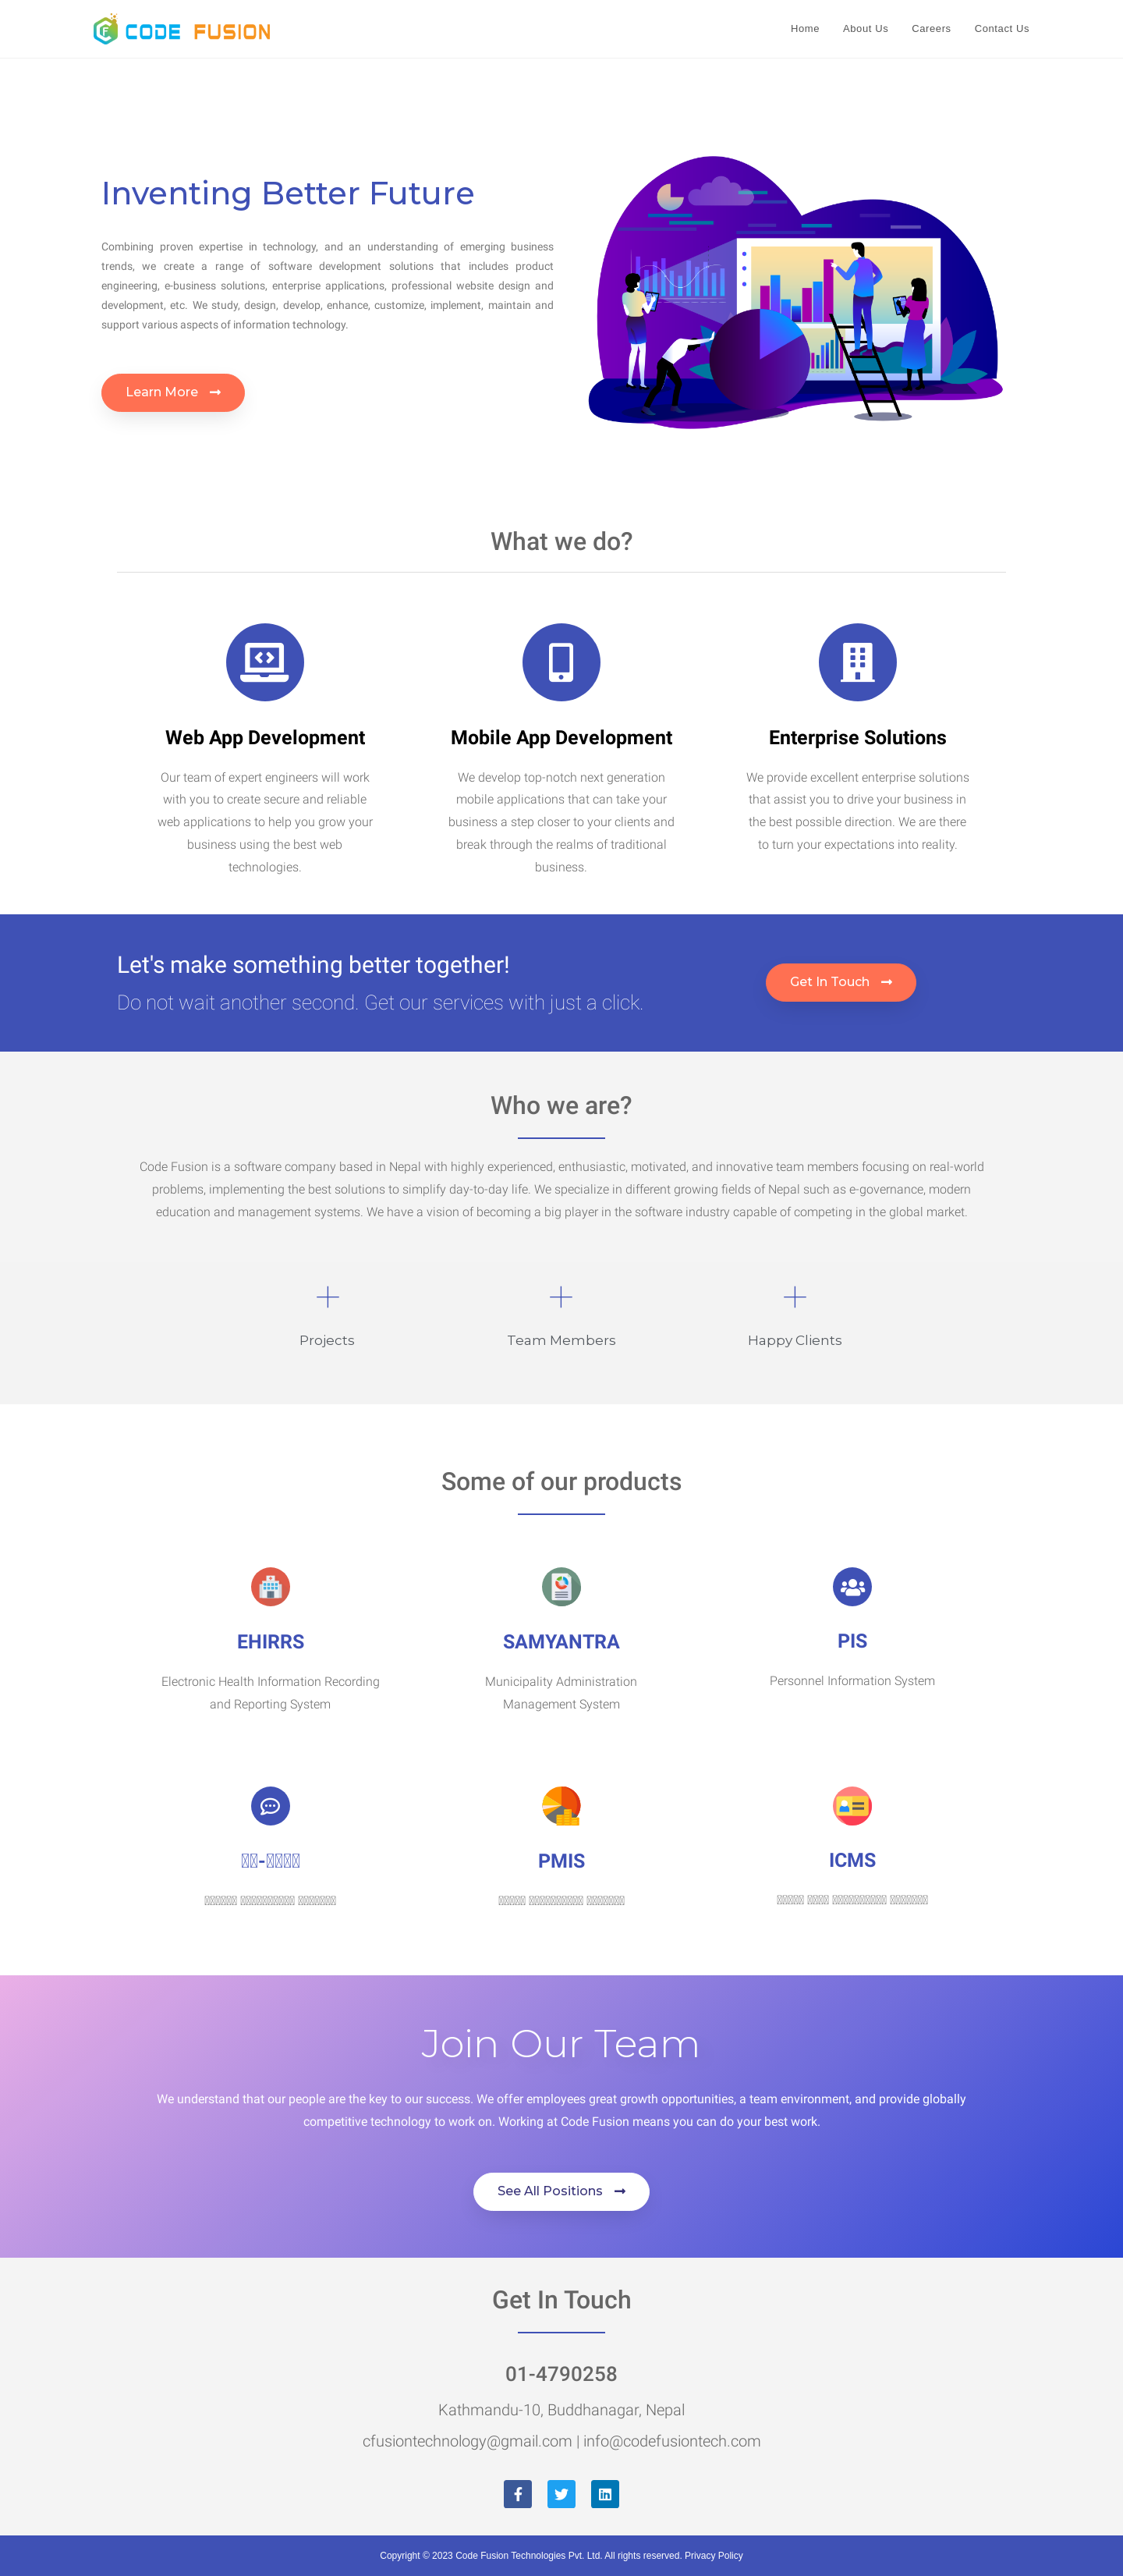 CODE FUSION
Home About Us Careers Contact Us
Inventing Better Future
Combining proven expertise in technology, and an understanding of emerging business
trends, we create a range of software development solutions that includes product
engineering, e-business solutions, enterprise applications, professional website design and
development, etc. We study, design, develop, enhance, customize, implement, maintain and
support various aspects of information technology.
Learn More
What we do?
Web App Development
Our team of expert engineers will work
with you to create secure and reliable
web applications to help you grow your
business using the best web
technologies.
Mobile App Development
We develop top-notch next generation
mobile applications that can take your
business a step closer to your clients and
break through the realms of traditional
business.
Enterprise Solutions
We provide excellent enterprise solutions
that assist you to drive your business in
the best possible direction. We are there
to turn your expectations into reality.
Let's make something better together!
Do not wait another second. Get our services with just a click.
Get In Touch
Who we are?
Code Fusion is a software company based in Nepal with highly experienced, enthusiastic, motivated, and innovative team members focusing on real-world
problems, implementing the best solutions to simplify day-to-day life. We specialize in different growing fields of Nepal such as e-governance, modern
education and management systems. We have a vision of becoming a big player in the software industry capable of competing in the global market.
+ + +
Projects Team Members Happy Clients
Some of our products
EHIRRS
Electronic Health Information Recording
and Reporting System
SAMYANTRA
Municipality Administration
Management System
PIS
Personnel Information System
PMIS
ICMS
Join Our Team
We understand that our people are the key to our success. We offer employees great growth opportunities, a team environment, and provide globally
competitive technology to work on. Working at Code Fusion means you can do your best work.
See All Positions
Get In Touch
01-4790258
Kathmandu-10, Buddhanagar, Nepal
cfusiontechnology@gmail.com | info@codefusiontech.com
Copyright © 2023 Code Fusion Technologies Pvt. Ltd. All rights reserved. Privacy Policy